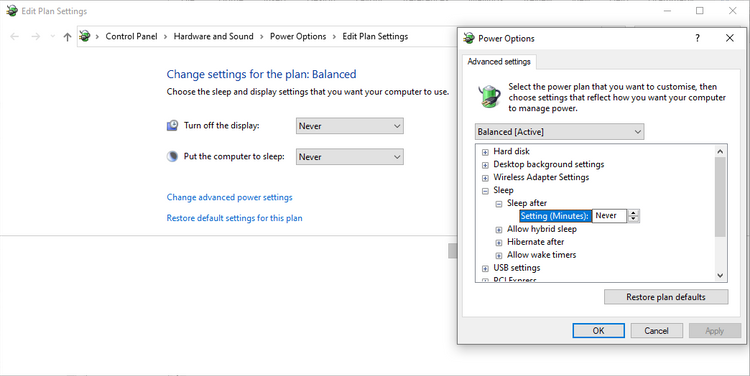 Edit Plan Settings
Control Panel > Hardware and Sound > Power Options > Edit Plan Settings
Change settings for the plan: Balanced
Choose the sleep and display settings that you want your computer to use.
Turn off the display: Never
Put the computer to sleep: Never
Change advanced power settings
Restore default settings for this plan
Power Options
Advanced settings
Select the power plan that you want to customise, then
choose settings that reflect how you want your computer
to manage power.
Balanced [Active]
Hard disk
Desktop background settings
Wireless Adapter Settings
Sleep
Sleep after
Setting (Minutes): Never
Allow hybrid sleep
Hibernate after
Allow wake timers
USB settings
PCI Express
Restore plan defaults
OK Cancel Apply